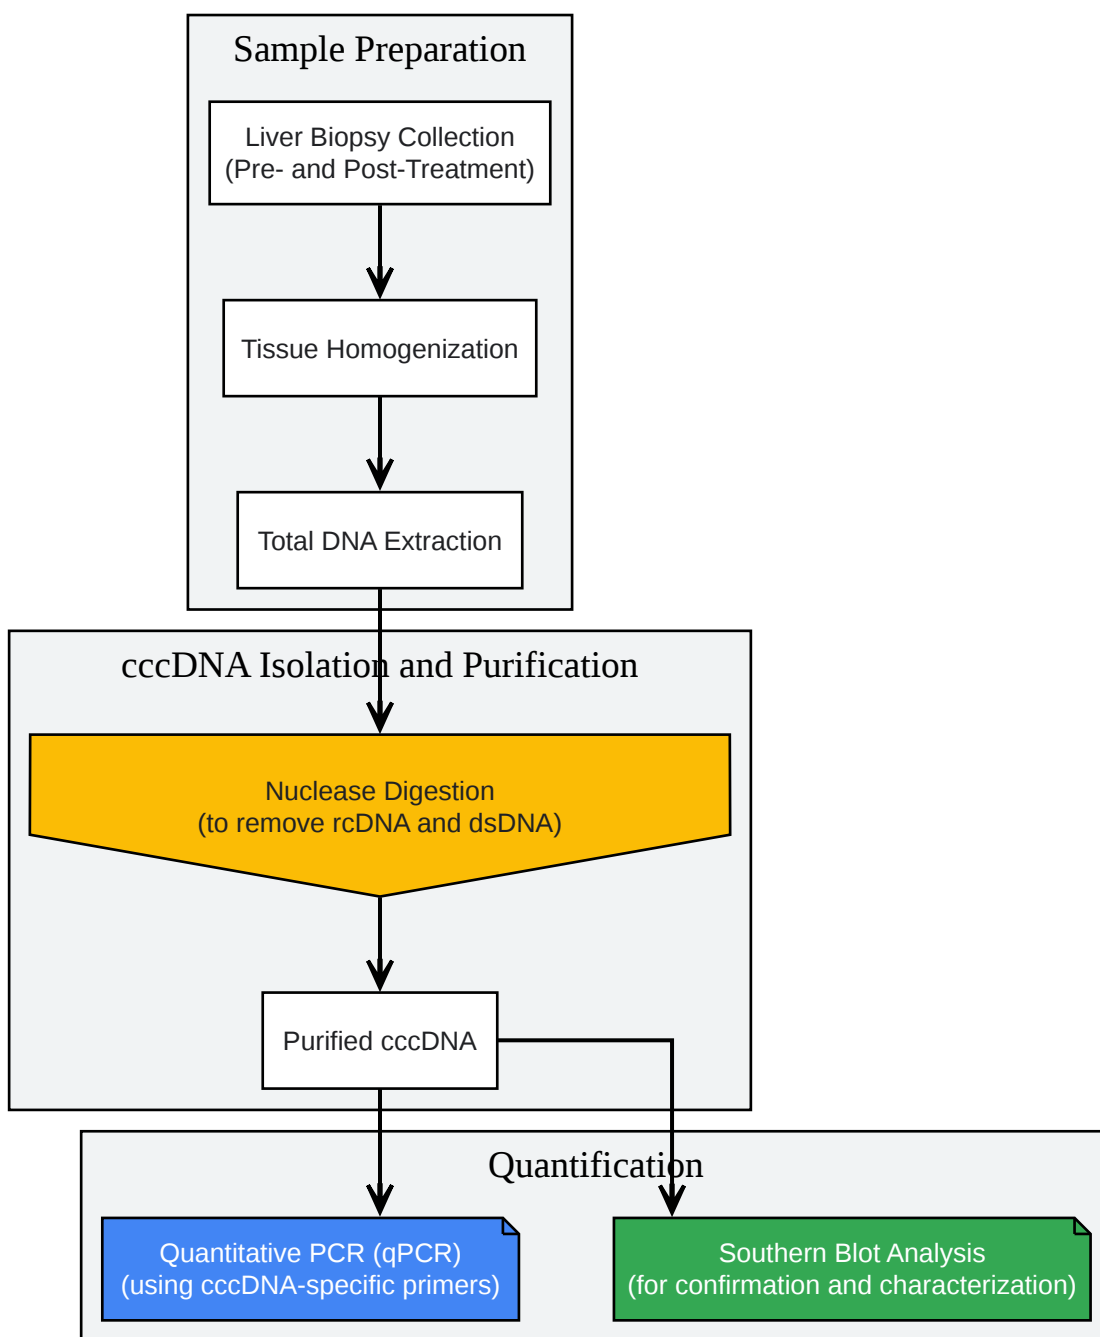 Sample Preparation
Liver Biopsy Collection
(Pre- and Post-Treatment)
Tissue Homogenization
Total DNA Extraction
cccDNA Isolation and Purification
Nuclease Digestion
(to remove rcDNA and dsDNA)
Purified cccDNA
Quantification
Quantitative PCR (qPCR)
(using cccDNA-specific primers)
Southern Blot Analysis
(for confirmation and characterization)